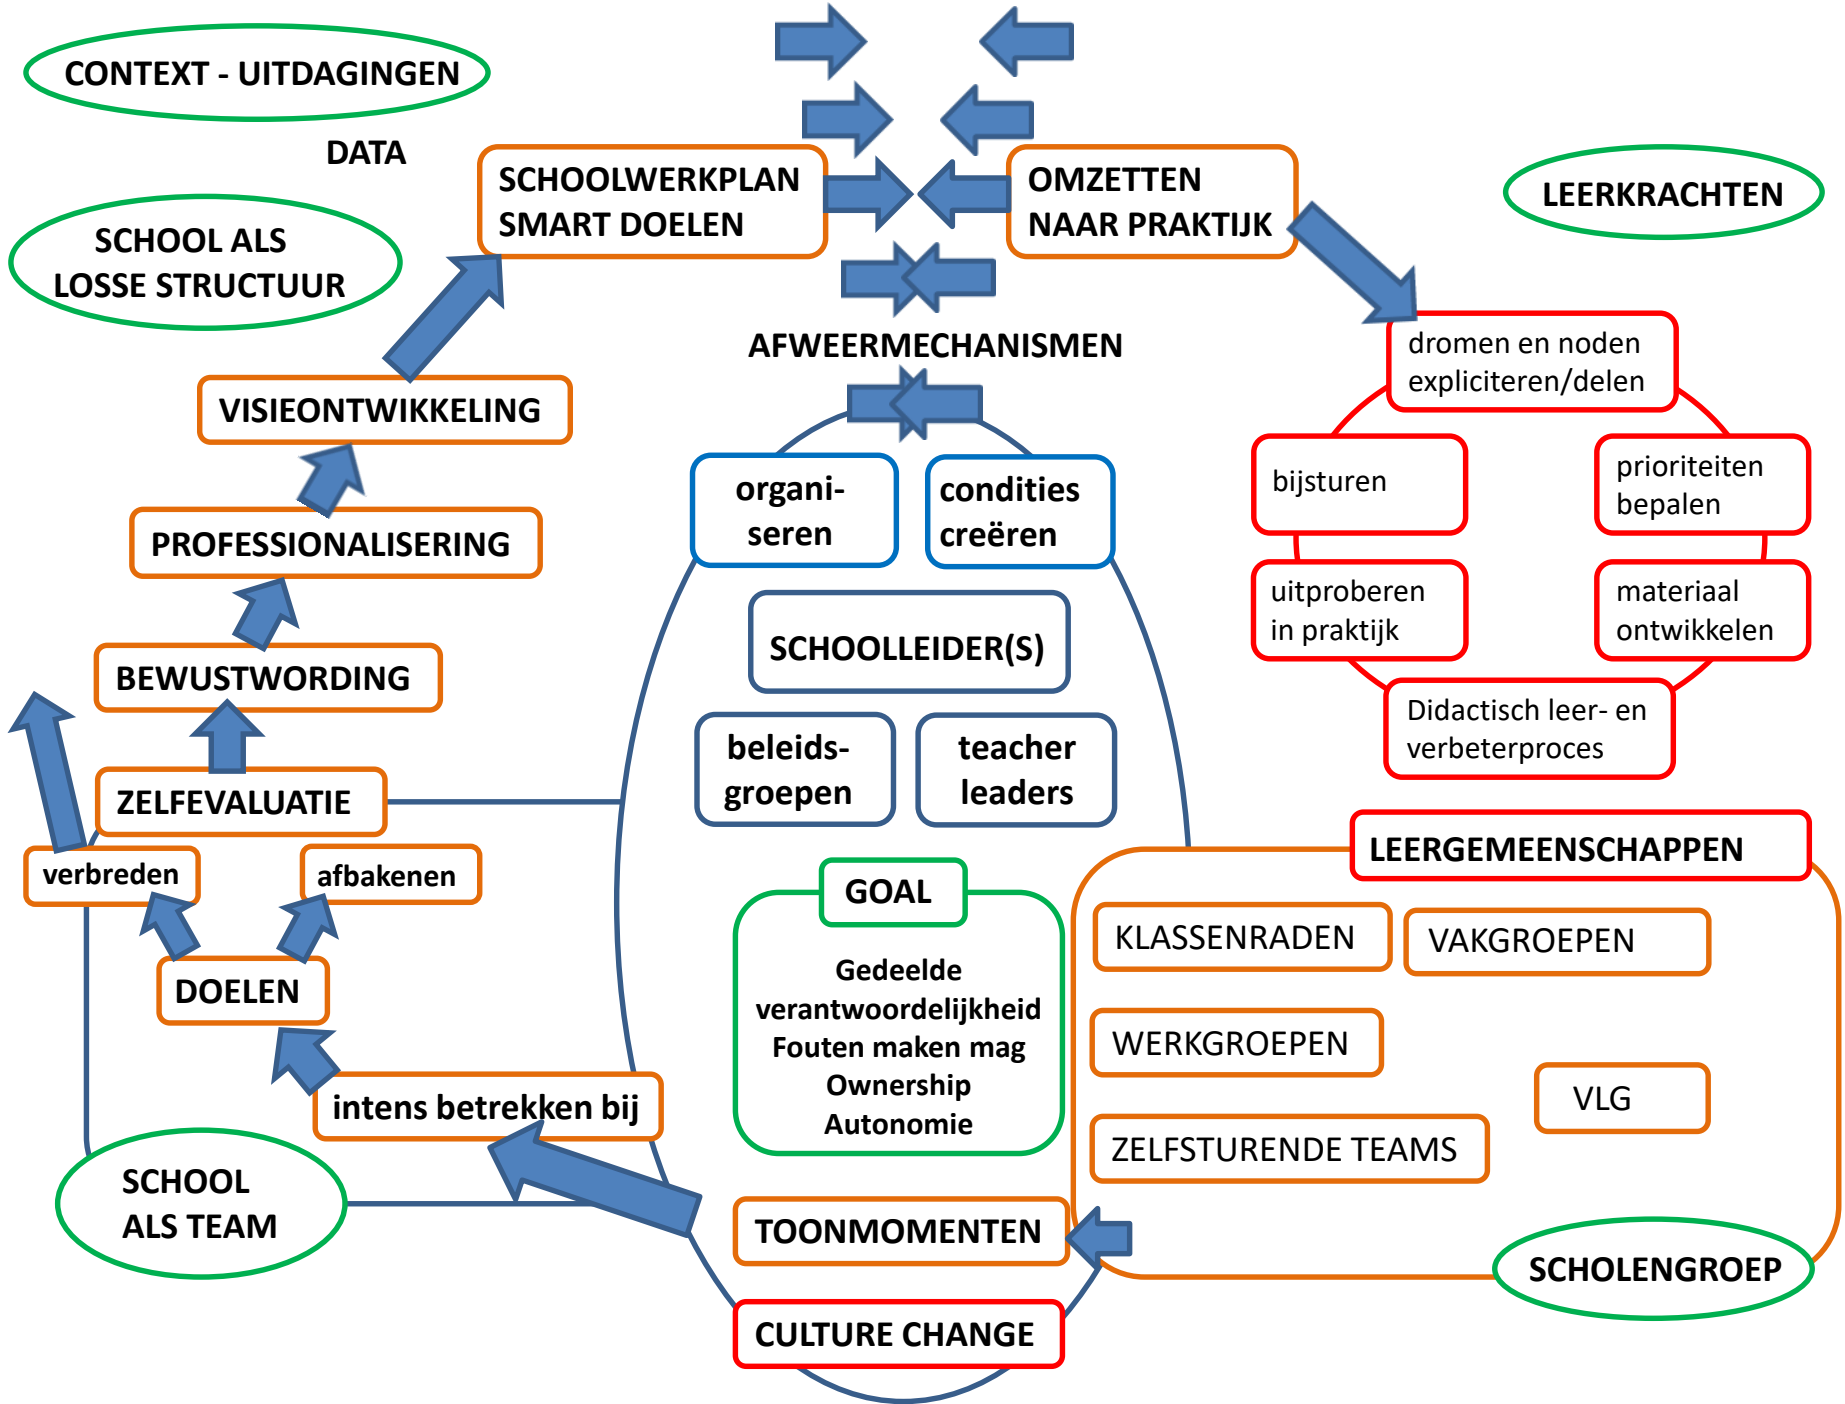 CONTEXT - UITDAGINGEN
DATA
SCHOOL ALS
LOSSE STRUCTUUR
SCHOOLWERKPLAN
SMART DOELEN
OMZETTEN
NAAR PRAKTIJK
LEERKRACHTEN
AFWEERMECHANISMEN
VISIEONTWIKKELING
PROFESSIONALISERING
BEWUSTWORDING
ZELFEVALUATIE
verbreden
afbakenen
DOELEN
intens betrekken bij
SCHOOL
ALS TEAM
organi-
seren
condities
creëren
SCHOOLLEIDER(S)
beleids-
groepen
teacher
leaders
GOAL
Gedeelde
verantwoordelijkheid
Fouten maken mag
Ownership
Autonomie
TOONMOMENTEN
CULTURE CHANGE
dromen en noden
expliciteren/delen
bijsturen
prioriteiten
bepalen
uitproberen
in praktijk
materiaal
ontwikkelen
Didactisch leer- en
verbeterproces
LEERGEMEENSCHAPPEN
KLASSENRADEN
VAKGROEPEN
WERKGROEPEN
VLG
ZELFSTURENDE TEAMS
SCHOLENGROEP